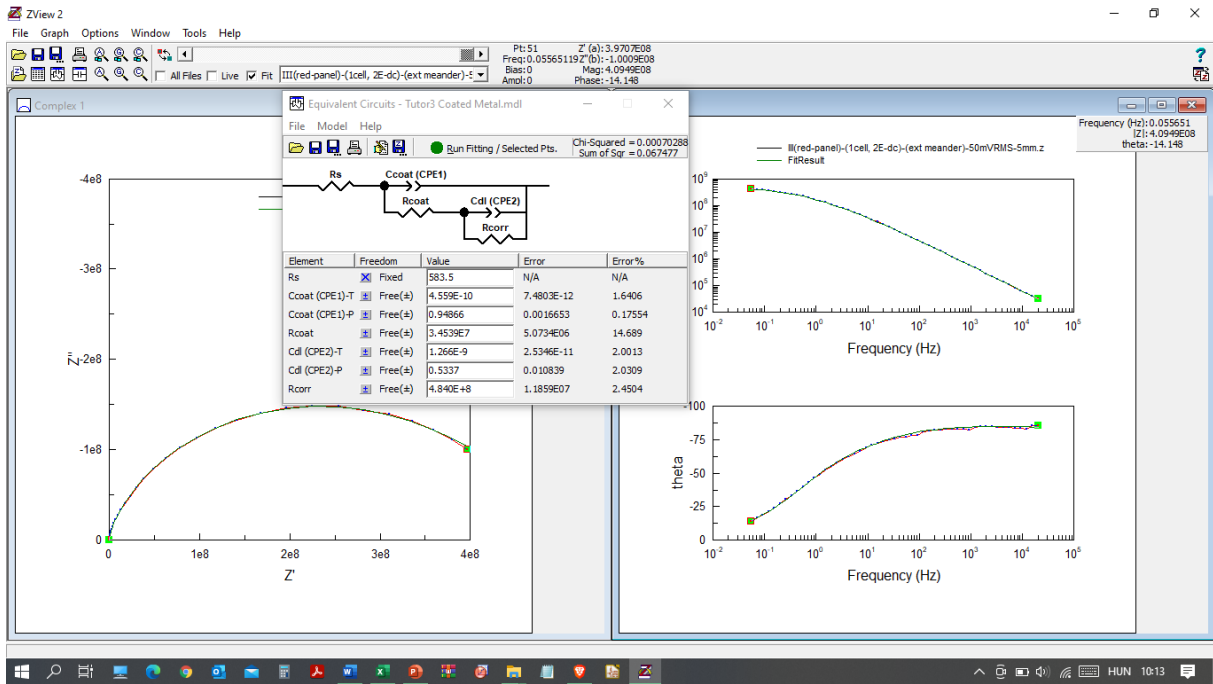 ZView 2
File Graph Options Window Tools Help
All Files Live Fit III(red-panel)-(1cell, 2E-dc)-(ext meander)-5
Pt:51 Z' (a):3.9707E08
Freq:0.05565119Z"(b):-1.0009E08
Bias:0 Mag:4.0949E08
Ampl:0 Phase:-14.148
Complex 1
Equivalent Circuits - Tutor3 Coated Metal.mdl
File Model Help
Run Fitting / Selected Pts.
Chi-Squared = 0.00070288
Sum of Sqr = 0.067477
Rs Ccoat (CPE1)
Rcoat Cdl (CPE2)
Rcorr
Element Freedom Value Error Error%
Rs Fixed 583.5 N/A N/A
Ccoat (CPE1)-T Free(±) 4.559E-10 7.4803E-12 1.6406
Ccoat (CPE1)-P Free(±) 0.94866 0.0016653 0.17554
Rcoat Free(±) 3.4539E7 5.0734E06 14.689
Cdl (CPE2)-T Free(±) 1.266E-9 2.5346E-11 2.0013
Cdl (CPE2)-P Free(±) 0.5337 0.010839 2.0309
Rcorr Free(±) 4.840E+8 1.1859E07 2.4504
-4e8
-3e8
-2e8
-1e8
0
Z''
0 1e8 2e8 3e8 4e8
Z'
Frequency (Hz):0.055651
|Z|:4.0949E08
theta:-14.148
III(red-panel)-(1cell, 2E-dc)-(ext meander)-50mVRMS-5mm.z
FitResult
10⁹
10⁸
10⁷
10⁶
10⁵
10⁴
10⁻² 10⁻¹ 10⁰ 10¹ 10² 10³ 10⁴ 10⁵
Frequency (Hz)
-100
-75
-50
-25
0
theta
10⁻² 10⁻¹ 10⁰ 10¹ 10² 10³ 10⁴ 10⁵
Frequency (Hz)
HUN 10:13